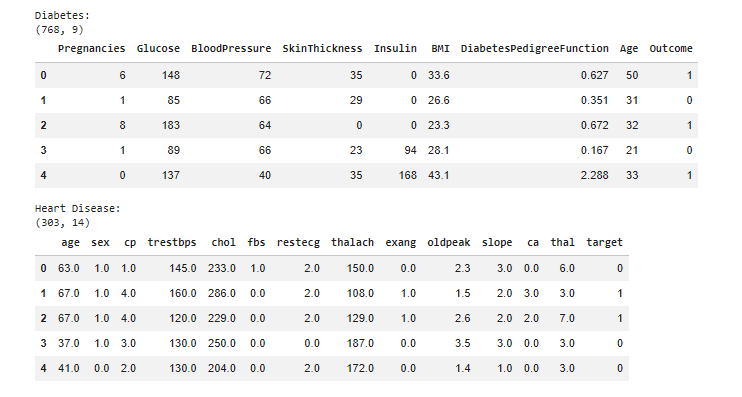 Diabetes:
(768, 9)
Pregnancies Glucose BloodPressure SkinThickness Insulin BMI DiabetesPedigreeFunction Age Outcome
0 6 148 72 35 0 33.6 0.627 50 1
1 1 85 66 29 0 26.6 0.351 31 0
2 8 183 64 0 0 23.3 0.672 32 1
3 1 89 66 23 94 28.1 0.167 21 0
4 0 137 40 35 168 43.1 2.288 33 1
Heart Disease:
(303, 14)
age sex cp trestbps chol fbs restecg thalach exang oldpeak slope ca thal target
0 63.0 1.0 1.0 145.0 233.0 1.0 2.0 150.0 0.0 2.3 3.0 0.0 6.0 0
1 67.0 1.0 4.0 160.0 286.0 0.0 2.0 108.0 1.0 1.5 2.0 3.0 3.0 1
2 67.0 1.0 4.0 120.0 229.0 0.0 2.0 129.0 1.0 2.6 2.0 2.0 7.0 1
3 37.0 1.0 3.0 130.0 250.0 0.0 0.0 187.0 0.0 3.5 3.0 0.0 3.0 0
4 41.0 0.0 2.0 130.0 204.0 0.0 2.0 172.0 0.0 1.4 1.0 0.0 3.0 0